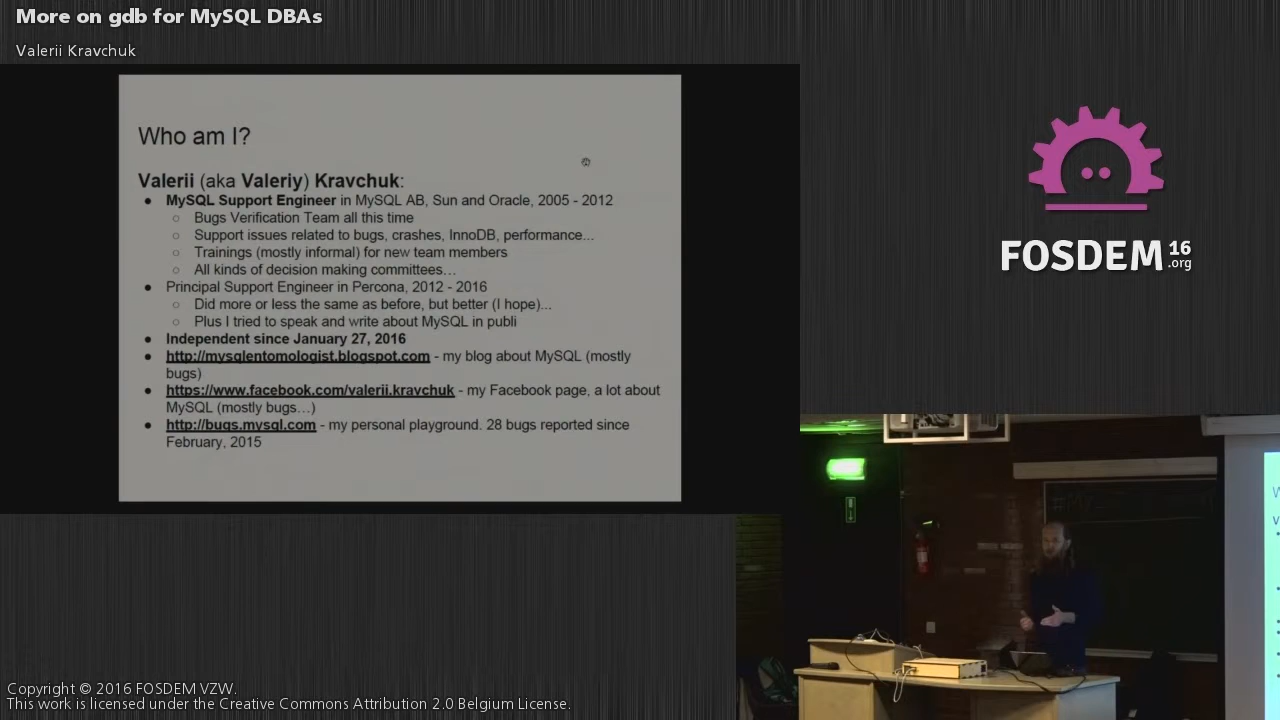 More on gdb for MySQL DBAs
Valerii Kravchuk
Who am I?
Valerii (aka Valeriy) Kravchuk:
● MySQL Support Engineer in MySQL AB, Sun and Oracle, 2005 - 2012
○ Bugs Verification Team all this time
○ Support issues related to bugs, crashes, InnoDB, performance...
○ Trainings (mostly informal) for new team members
○ All kinds of decision making committees…
● Principal Support Engineer in Percona, 2012 - 2016
○ Did more or less the same as before, but better (I hope)...
○ Plus I tried to speak and write about MySQL in publi
● Independent since January 27, 2016
● http://mysqlentomologist.blogspot.com - my blog about MySQL (mostly
bugs)
● https://www.facebook.com/valerii.kravchuk - my Facebook page, a lot about
MySQL (mostly bugs…)
● http://bugs.mysql.com - my personal playground. 28 bugs reported since
February, 2015
FOSDEM 16
.org
Copyright © 2016 FOSDEM VZW.
This work is licensed under the Creative Commons Attribution 2.0 Belgium License.